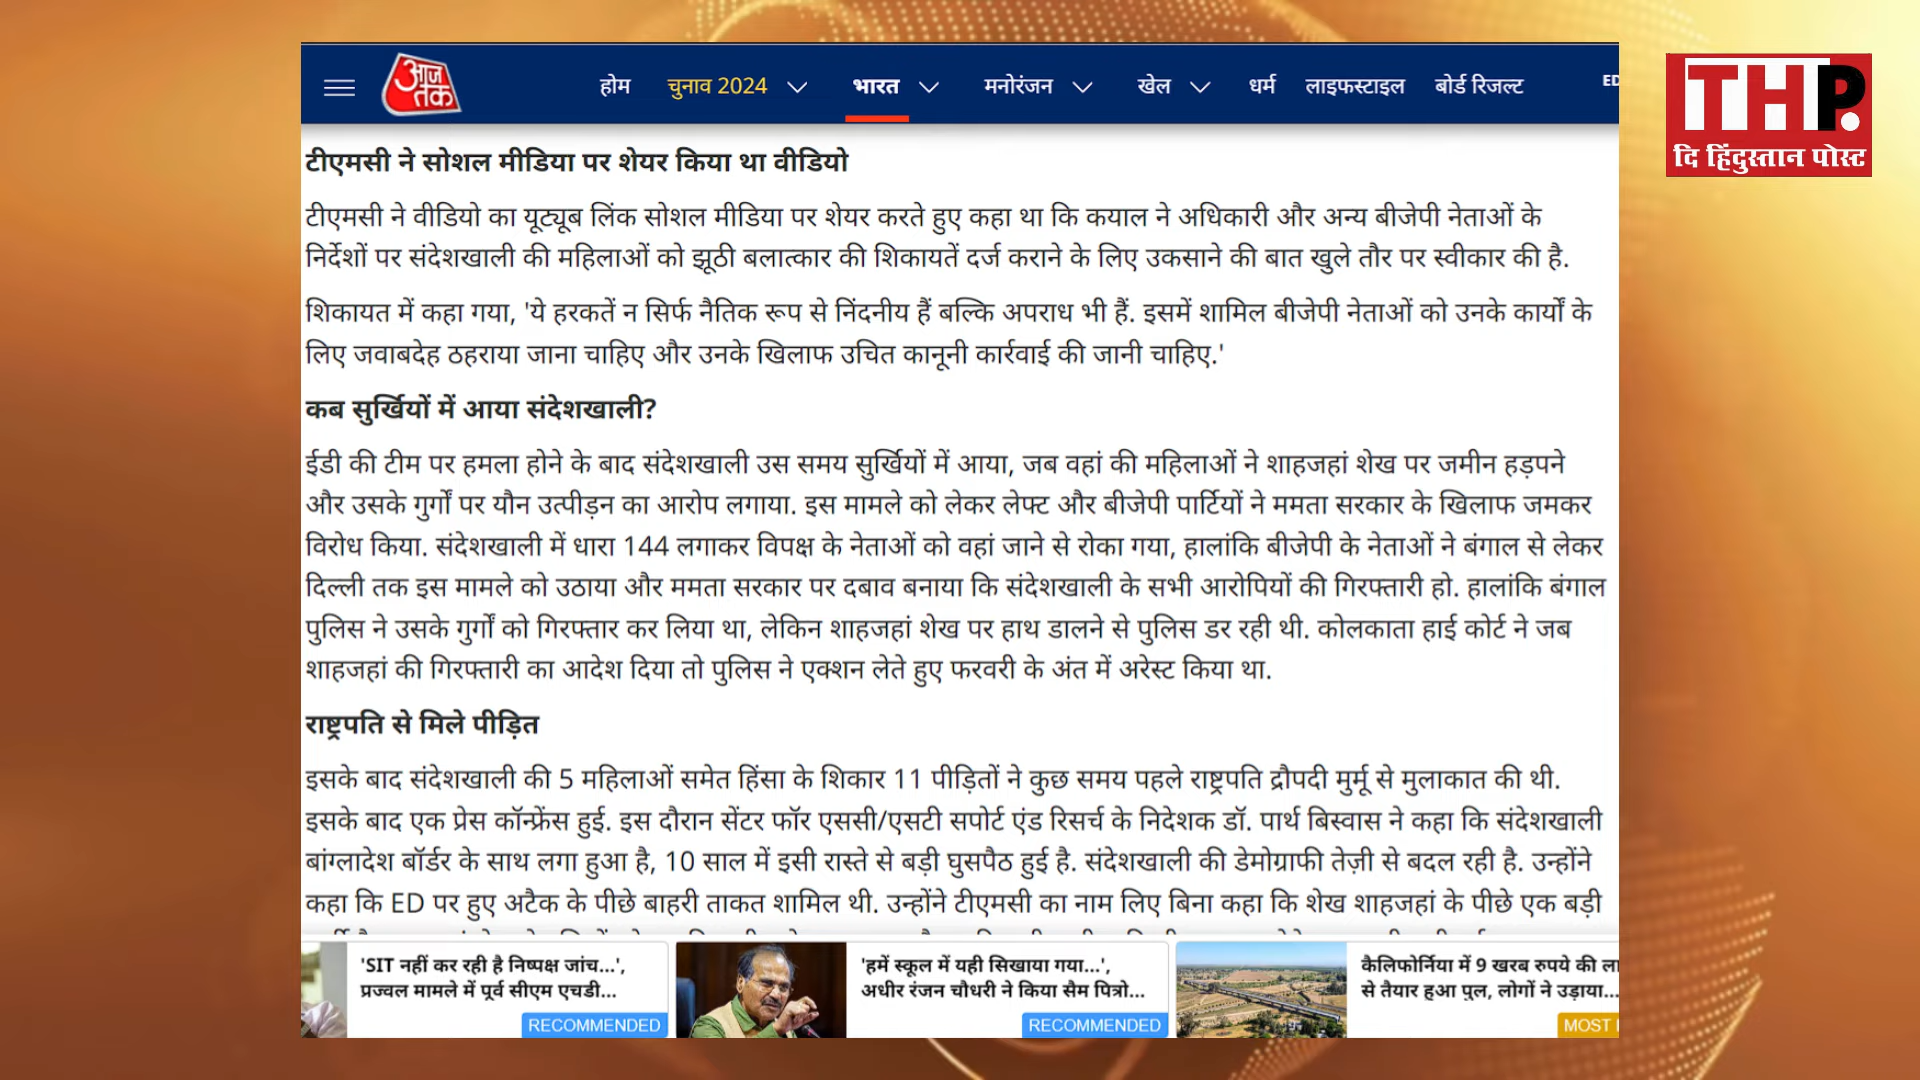 आज तक
होम चुनाव 2024 भारत मनोरंजन खेल धर्म लाइफस्टाइल बोर्ड रिजल्ट
THP.
दि हिंदुस्तान पोस्ट
टीएमसी ने सोशल मीडिया पर शेयर किया था वीडियो
टीएमसी ने वीडियो का यूट्यूब लिंक सोशल मीडिया पर शेयर करते हुए कहा था कि कयाल ने अधिकारी और अन्य बीजेपी नेताओं के
निर्देशों पर संदेशखाली की महिलाओं को झूठी बलात्कार की शिकायतें दर्ज कराने के लिए उकसाने की बात खुले तौर पर स्वीकार की है.
शिकायत में कहा गया, 'ये हरकतें न सिर्फ नैतिक रूप से निंदनीय हैं बल्कि अपराध भी हैं. इसमें शामिल बीजेपी नेताओं को उनके कार्यों के
लिए जवाबदेह ठहराया जाना चाहिए और उनके खिलाफ उचित कानूनी कार्रवाई की जानी चाहिए.'
कब सुर्खियों में आया संदेशखाली?
ईडी की टीम पर हमला होने के बाद संदेशखाली उस समय सुर्खियों में आया, जब वहां की महिलाओं ने शाहजहां शेख पर जमीन हड़पने
और उसके गुर्गों पर यौन उत्पीड़न का आरोप लगाया. इस मामले को लेकर लेफ्ट और बीजेपी पार्टियों ने ममता सरकार के खिलाफ जमकर
विरोध किया. संदेशखाली में धारा 144 लगाकर विपक्ष के नेताओं को वहां जाने से रोका गया, हालांकि बीजेपी के नेताओं ने बंगाल से लेकर
दिल्ली तक इस मामले को उठाया और ममता सरकार पर दबाव बनाया कि संदेशखाली के सभी आरोपियों की गिरफ्तारी हो. हालांकि बंगाल
पुलिस ने उसके गुर्गों को गिरफ्तार कर लिया था, लेकिन शाहजहां शेख पर हाथ डालने से पुलिस डर रही थी. कोलकाता हाई कोर्ट ने जब
शाहजहां की गिरफ्तारी का आदेश दिया तो पुलिस ने एक्शन लेते हुए फरवरी के अंत में अरेस्ट किया था.
राष्ट्रपति से मिले पीड़ित
इसके बाद संदेशखाली की 5 महिलाओं समेत हिंसा के शिकार 11 पीड़ितों ने कुछ समय पहले राष्ट्रपति द्रौपदी मुर्मू से मुलाकात की थी.
इसके बाद एक प्रेस कॉन्फ्रेंस हुई. इस दौरान सेंटर फॉर एससी/एसटी सपोर्ट एंड रिसर्च के निदेशक डॉ. पार्थ बिस्वास ने कहा कि संदेशखाली
बांग्लादेश बॉर्डर के साथ लगा हुआ है, 10 साल में इसी रास्ते से बड़ी घुसपैठ हुई है. संदेशखाली की डेमोग्राफी तेज़ी से बदल रही है. उन्होंने
कहा कि ED पर हुए अटैक के पीछे बाहरी ताकत शामिल थी. उन्होंने टीएमसी का नाम लिए बिना कहा कि शेख शाहजहां के पीछे एक बड़ी
'SIT नहीं कर रही है निष्पक्ष जांच...',
प्रज्वल मामले में पूर्व सीएम एचडी...
RECOMMENDED
'हमें स्कूल में यही सिखाया गया...',
अधीर रंजन चौधरी ने किया सैम पित्रो...
RECOMMENDED
कैलिफोर्निया में 9 खरब रुपये की
से तैयार हुआ पुल, लोगों ने उड़ाया...
MOST